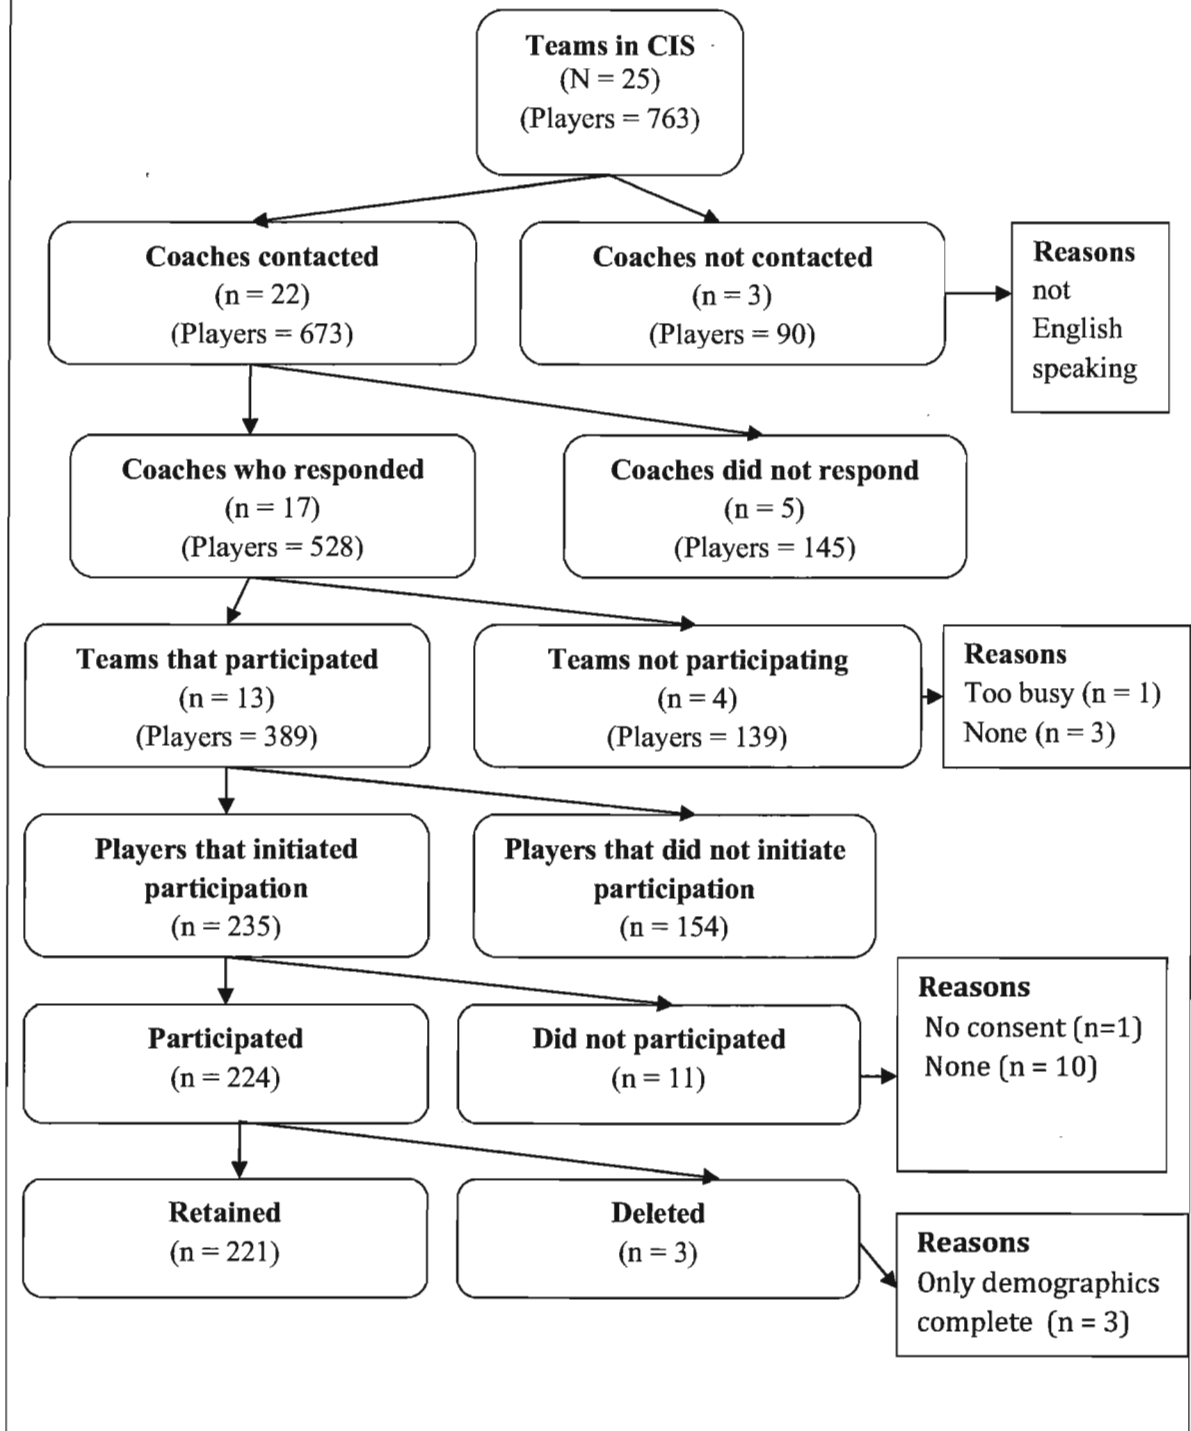 Teams in CIS
(N = 25)
(Players = 763)
Coaches contacted
(n = 22)
(Players = 673)
Coaches not contacted
(n = 3)
(Players = 90)
Reasons
not
English
speaking
Coaches who responded
(n = 17)
(Players = 528)
Coaches did not respond
(n = 5)
(Players = 145)
Teams that participated
(n = 13)
(Players = 389)
Teams not participating
(n = 4)
(Players = 139)
Reasons
Too busy (n = 1)
None (n = 3)
Players that initiated
participation
(n = 235)
Players that did not initiate
participation
(n = 154)
Participated
(n = 224)
Did not participated
(n = 11)
Reasons
No consent (n=1)
None (n = 10)
Retained
(n = 221)
Deleted
(n = 3)
Reasons
Only demographics
complete (n = 3)